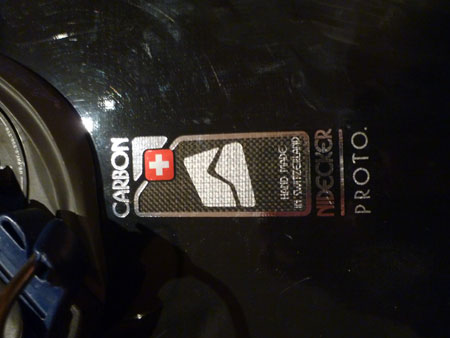 CARBON
HAND MADE
IN SWITZERLAND
NIDECKER
PROTO.